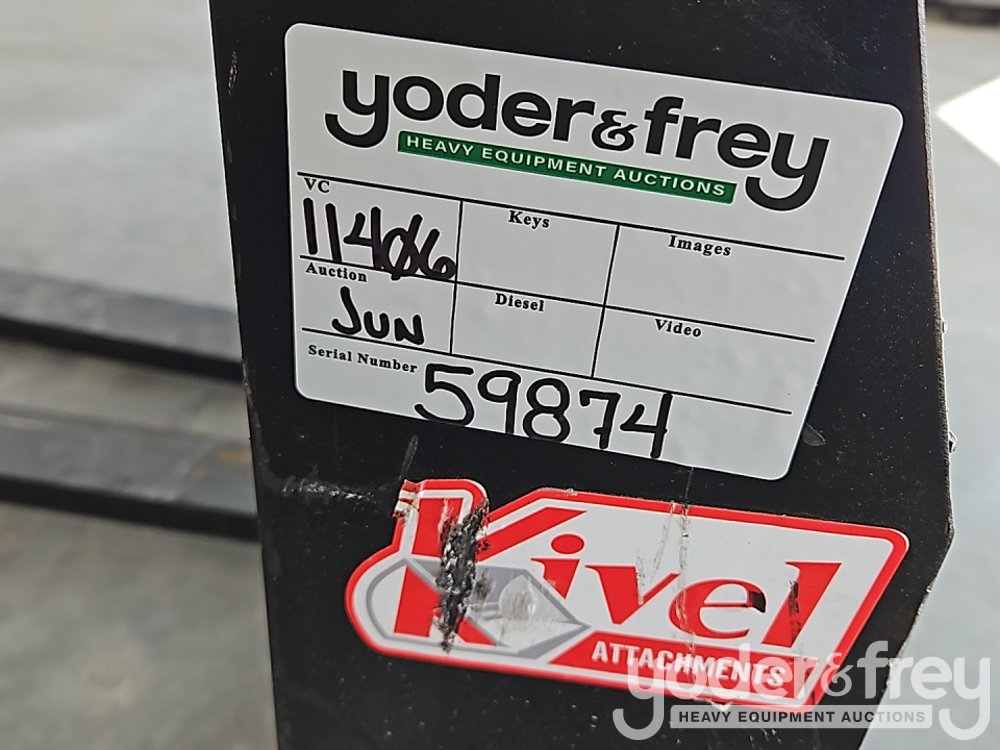 yoder&frey
HEAVY EQUIPMENT AUCTIONS
VC Keys Images
11406
Auction Diesel Video
JUN
Serial Number
59874
Kivel
ATTACHMENTS
yoder&frey
HEAVY EQUIPMENT AUCTIONS